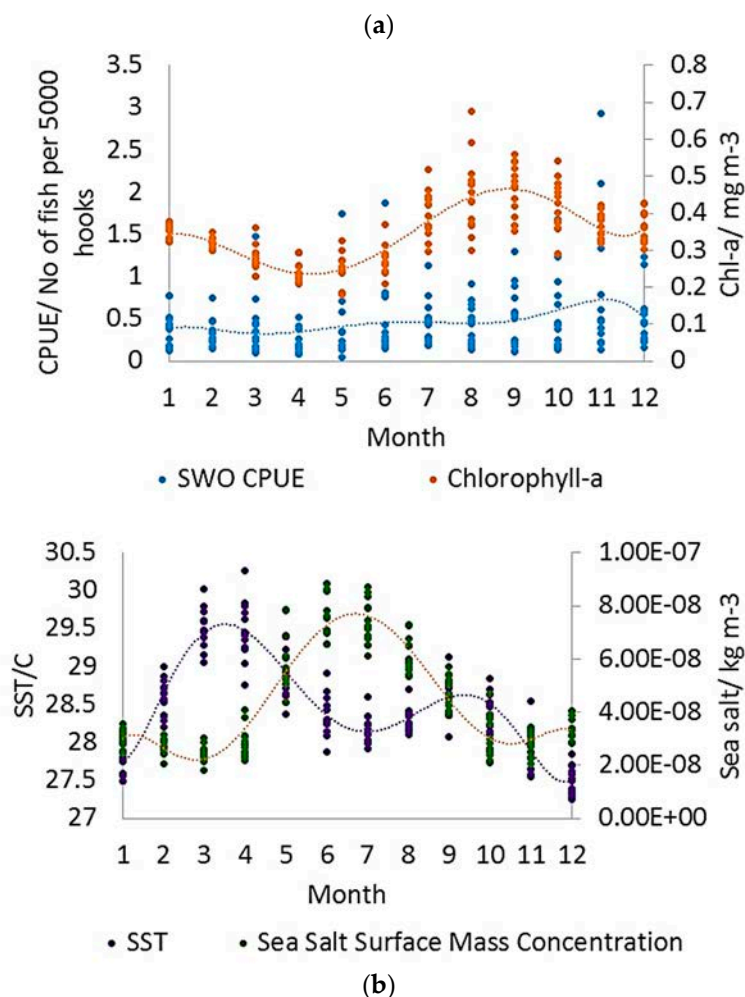 (a)
3.5
3
2.5
2
1.5
1
0.5
0
CPUE/ No of fish per 5000
hooks
0.8
0.7
0.6
0.5
0.4
0.3
0.2
0.1
0
Chl-a/ mg m-3
1 2 3 4 5 6 7 8 9 10 11 12
Month
SWO CPUE Chlorophyll-a
30.5
30
29.5
29
28.5
28
27.5
27
SST/C
1.00E-07
8.00E-08
6.00E-08
4.00E-08
2.00E-08
0.00E+00
Sea salt/ kg m-3
1 2 3 4 5 6 7 8 9 10 11 12
Month
SST Sea Salt Surface Mass Concentration
(b)